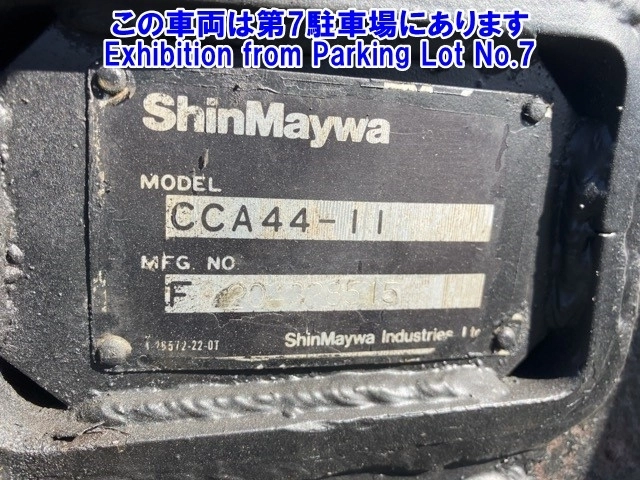 この車両は第7駐車場にあります
Exhibition from Parking Lot No.7
ShinMaywa
MODEL
CCA44-11
MFG. NO
ShinMaywa Industries